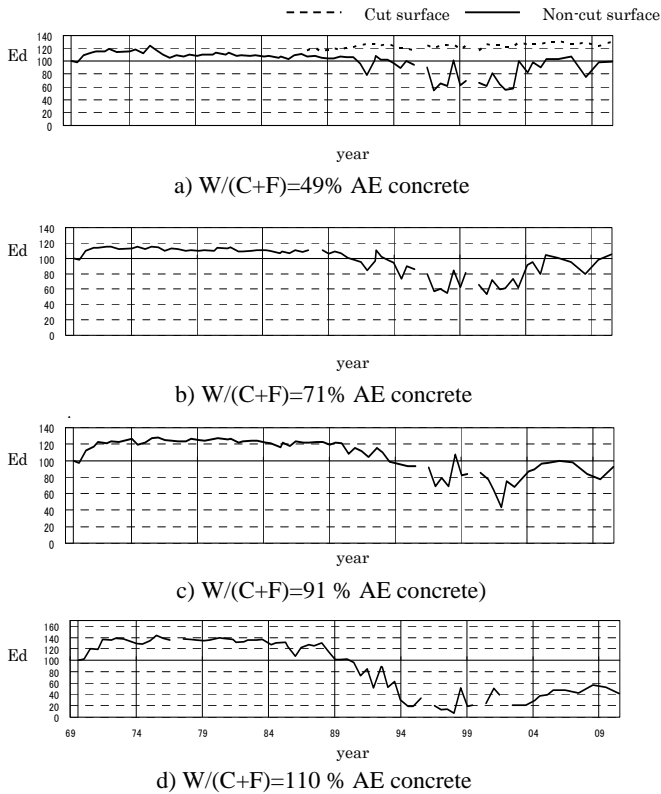 Cut surface Non-cut surface
Ed
140
120
100
80
60
40
20
0
year
a) W/(C+F)=49% AE concrete
Ed
140
120
100
80
60
40
20
0
year
b) W/(C+F)=71% AE concrete
Ed
140
120
100
80
60
40
20
0
year
c) W/(C+F)=91 % AE concrete)
Ed
160
140
120
100
80
60
40
20
0
69 74 79 84 89 94 99 04 09
year
d) W/(C+F)=110 % AE concrete